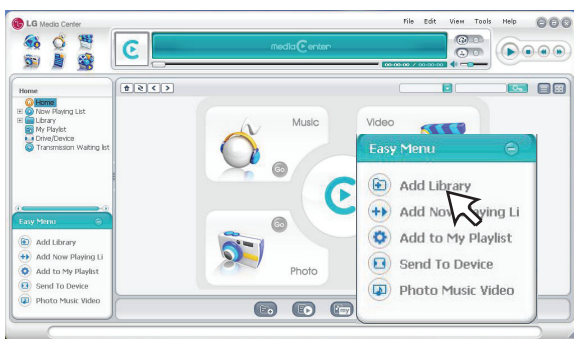 LG Media Center
File Edit View Tools Help
media Center
00:00:00 / 00:00:00
Home
Home
Now Playing List
Library
My Playlist
Drive/Device
Transmission Waiting list
Easy Menu
Add Library
Add Now Playing Li
Add to My Playlist
Send To Device
Photo Music Video
Music
Video
Go
Go
Photo
my
Easy Menu
Add Library
Add Now Playing Li
Add to My Playlist
Send To Device
Photo Music Video